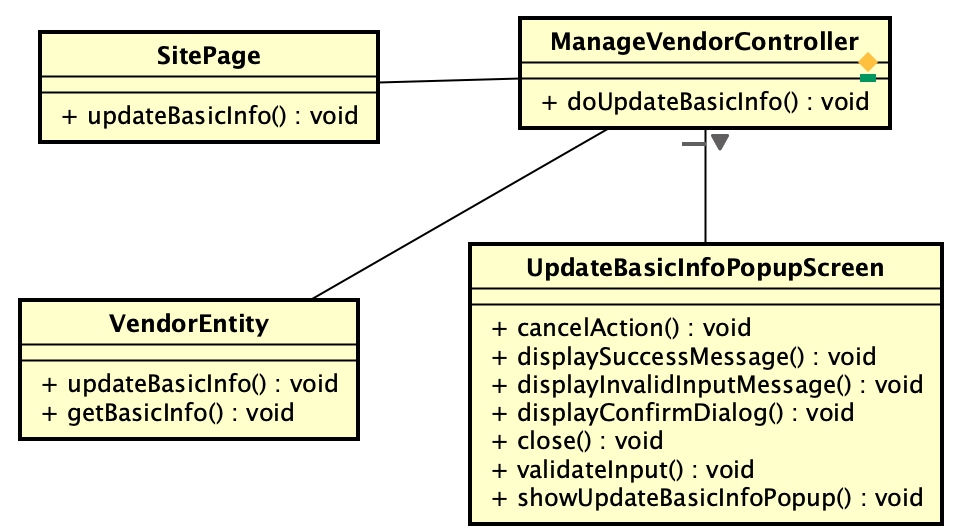 SitePage
+ updateBasicInfo() : void
ManageVendorController
+ doUpdateBasicInfo() : void
VendorEntity
+ updateBasicInfo() : void
+ getBasicInfo() : void
UpdateBasicInfoPopupScreen
+ cancelAction() : void
+ displaySuccessMessage() : void
+ displayInvalidInputMessage() : void
+ displayConfirmDialog() : void
+ close() : void
+ validateInput() : void
+ showUpdateBasicInfoPopup() : void